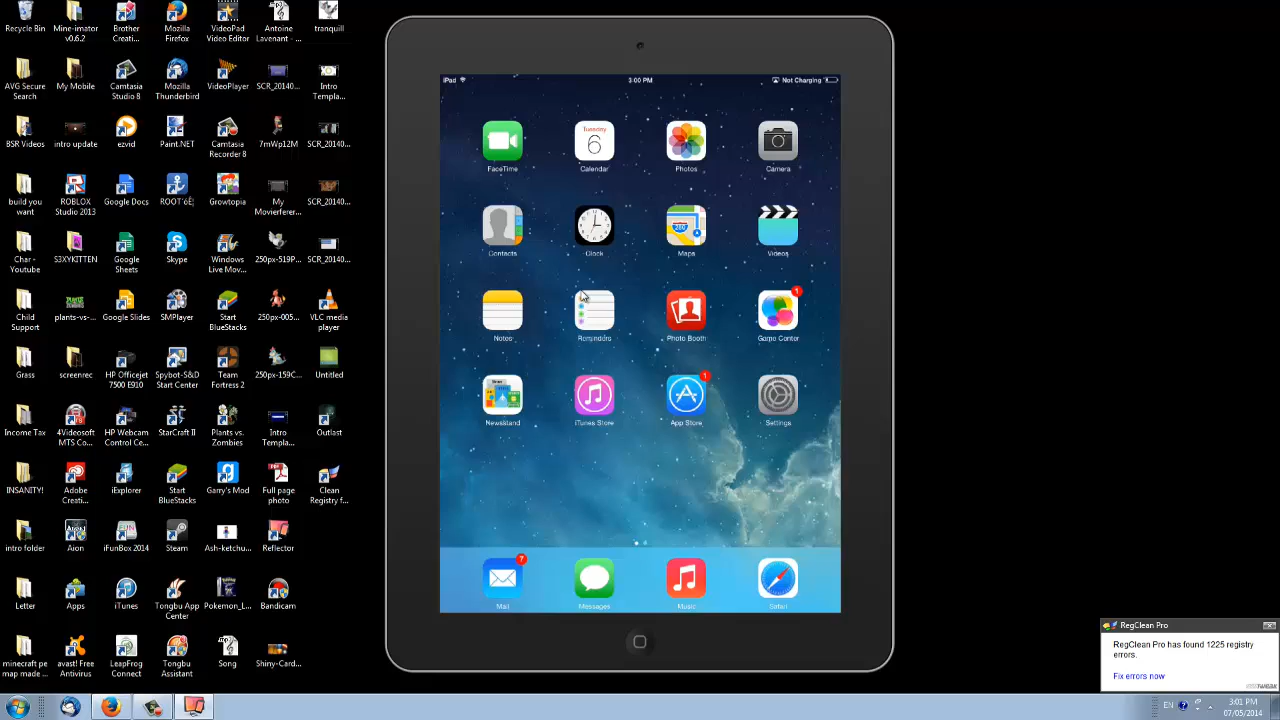 Recycle Bin
Mine-imator v0.6.2
Brother Creati...
Mozilla Firefox
VideoPad Video Editor
Antoine Lavenant - ...
tranquill
AVG Secure Search
My Mobile
Camtasia Studio 8
Mozilla Thunderbird
VideoPlayer
SCR_20140...
Intro Templa...
BSR Videos
intro update
ezvid
Paint.NET
Camtasia Recorder 8
7mWp12M
SCR_20140...
build you want
ROBLOX Studio 2013
Google Docs
Growtopia
My Movierferer...
SCR_20140...
Char - Youtube
S3XYKITTEN
Google Sheets
Skype
Windows Live Mov...
250px-519P...
SCR_20140...
Child Support
plants-vs-...
Google Slides
SMPlayer
Start BlueStacks
250px-005...
VLC media player
Grass
screenrec
HP Officejet 7500 E910
Spybot-S&D Start Center
Team Fortress 2
250px-159C...
Untitled
Income Tax
4Videosoft MTS Co...
HP Webcam Control Ce...
StarCraft II
Plants vs. Zombies
Intro Templa...
Outlast
INSANITY!
Adobe Creati...
iExplorer
Start BlueStacks
Garry's Mod
Full page photo
Clean Registry f...
intro folder
Aion
iFunBox 2014
Steam
Ash-ketchu...
Reflector
Letter
Apps
iTunes
Tongbu App Center
Pokemon_L...
Bandicam
minecraft pe map made ...
avast! Free Antivirus
LeapFrog Connect
Tongbu Assistant
Song
Shiny-Card...
iPad
3:00 PM
Not Charging
Tuesday
6
FaceTime
Calendar
Photos
Camera
Contacts
Clock
Maps
Videos
280
1
Notes
Reminders
Photo Booth
Game Center
1
Newsstand
iTunes Store
App Store
Settings
7
Mail
Messages
Music
Safari
RegClean Pro
RegClean Pro has found 1225 registry
errors.
Fix errors now
EN
3:01 PM
07/05/2014